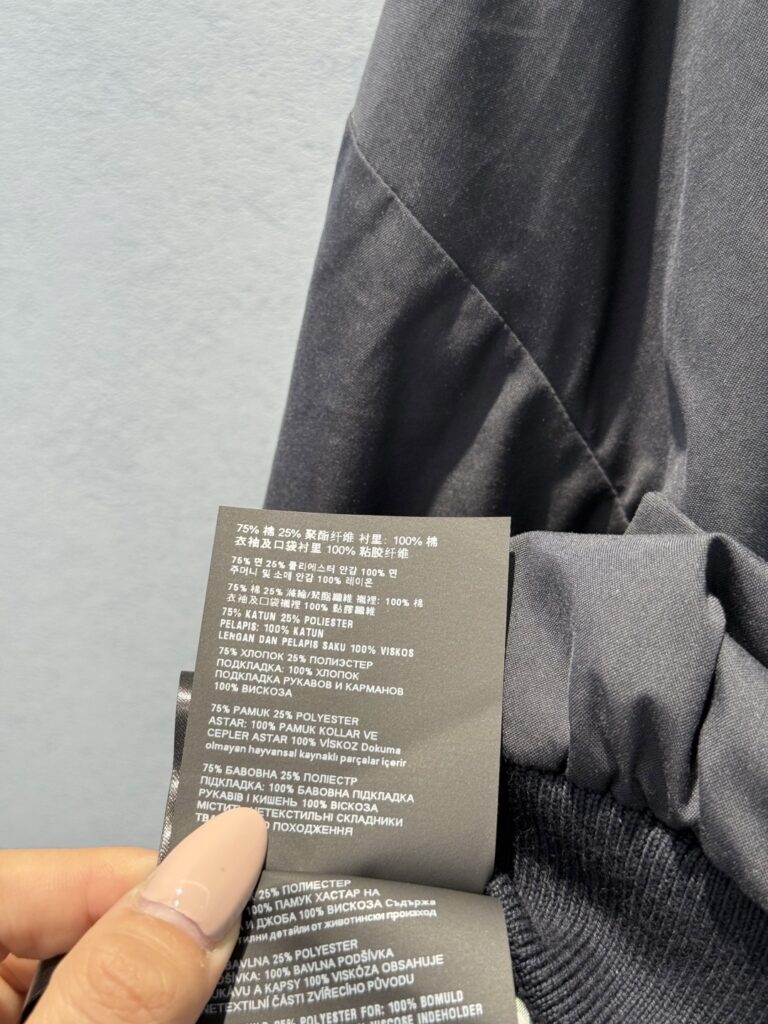 75% 棉 25% 聚酯纤维 衬里: 100% 棉
衣袖及口袋衬里 100% 粘胶纤维
75% 면 25% 폴리에스터 안감 100% 면
주머니 및 소매 안감 100% 레이온
75% 棉 25% 滌綸/聚酯纖維 襯裡: 100% 棉
衣袖及口袋襯裡 100% 黏膠纖維
75% KATUN 25% POLIESTER
PELAPIS: 100% KATUN
LENGAN DAN PELAPIS SAKU 100% VISKOS
75% ХЛОПОК 25% ПОЛИЭСТЕР
ПОДКЛАДКА: 100% ХЛОПОК
ПОДКЛАДКА РУКАВОВ И КАРМАНОВ
100% ВИСКОЗА
75% PAMUK 25% POLYESTER
ASTAR: 100% PAMUK KOLLAR VE
CEPLER ASTAR 100% VİSKOZ Dokuma
olmayan hayvansal kaynaklı parçalar içerir
75% БАВОВНА 25% ПОЛІЕСТР
ПІДКЛАДКА: 100% БАВОВНА ПІДКЛАДКА
РУКАВІВ І КИШЕНЬ 100% ВІСКОЗА
СКЛАДНИКИ
ПОХОДЖЕННЯ
25% ПОЛИЕСТЕР
100% ПАМУК ХАСТАР НА
И ДЖОБА 100% ВИСКОЗА Съдържа
детайли от животински произход
25% POLYESTER
100% BAVLNA PODŠÍVKA
A KAPSY 100% VISKÓZA OBSAHUJE
NETEXTILNÍ ČÁSTI ZVÍŘECÍHO PŮVODU
25% POLYESTER FOR: 100% BOMULD
INDEHOLDER